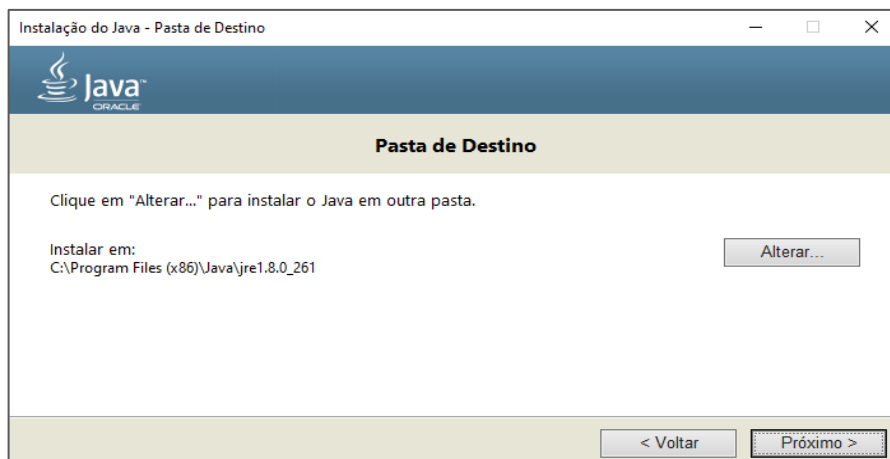 Instalação do Java - Pasta de Destino
Java™
ORACLE
Pasta de Destino
Clique em "Alterar..." para instalar o Java em outra pasta.
Instalar em:
Alterar...
C:\Program Files (x86)\Java\jre1.8.0_261
< Voltar
Próximo >